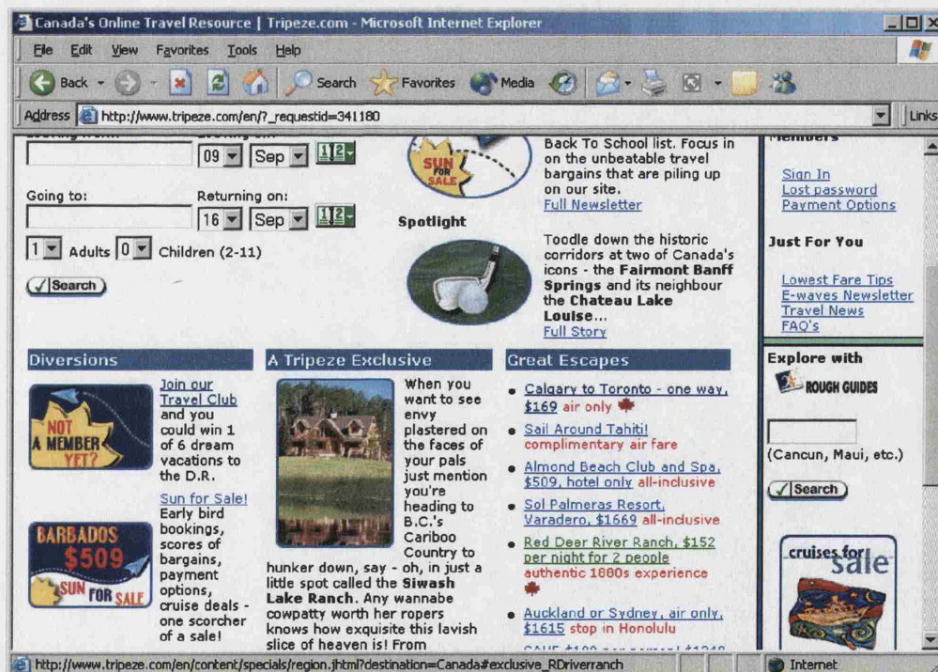 Canada's Online Travel Resource | Tripeze.com - Microsoft Internet Explorer
File Edit View Favorites Tools Help
Back Search Favorites Media
Address http://www.tripeze.com/en/?_requestid=341180 Links
09 Sep 12
Going to: Returning on:
16 Sep 12
1 Adults 0 Children (2-11)
Search
SUN FOR SALE
Back To School list. Focus in
on the unbeatable travel
bargains that are piling up
on our site.
Full Newsletter
Spotlight
Toodle down the historic
corridors at two of Canada's
icons - the Fairmont Banff
Springs and its neighbour
the Chateau Lake
Louise...
Full Story
Members
Sign In
Lost password
Payment Options
Just For You
Lowest Fare Tips
E-waves Newsletter
Travel News
FAQ's
Explore with
ROUGH GUIDES
(Cancun, Maui, etc.)
Search
cruises for
sale
Diversions
NOT
A MEMBER
YET?
Join our
Travel Club
and you
could win 1
of 6 dream
vacations to
the D.R.
BARBADOS
$509
SUN FOR SALE
Sun for Sale!
Early bird
bookings,
scores of
bargains,
payment
options,
cruise deals -
one scorcher
of a sale!
A Tripeze Exclusive
When you
want to see
envy
plastered on
the faces of
your pals
just mention
you're
heading to
B.C.'s
Cariboo
Country to
hunker down, say - oh, in just a
little spot called the Siwash
Lake Ranch. Any wannabe
cowpatty worth her ropers
knows how exquisite this lavish
slice of heaven is! From
Great Escapes
Calgary to Toronto - one way,
$169 air only
Sail Around Tahiti!
complimentary air fare
Almond Beach Club and Spa,
$509, hotel only all-inclusive
Sol Palmeras Resort,
Varadero, $1669 all-inclusive
Red Deer River Ranch, $152
per night for 2 people
authentic 1880s experience
Auckland or Sydney, air only,
$1615 stop in Honolulu
http://www.tripeze.com/en/content/specials/region.jhtml?destination=Canada#exclusive_RDriverranch Internet